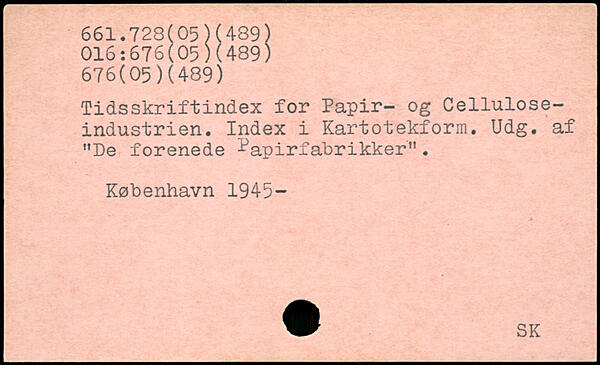 661.728(05)(489)
016:676(05)(489)
676(05)(489)
Tidsskriftindex for Papir- og Cellulose-
industrien. Index i Kartotekform. Udg. af
"De forenede Papirfabrikker".
København 1945-
SK